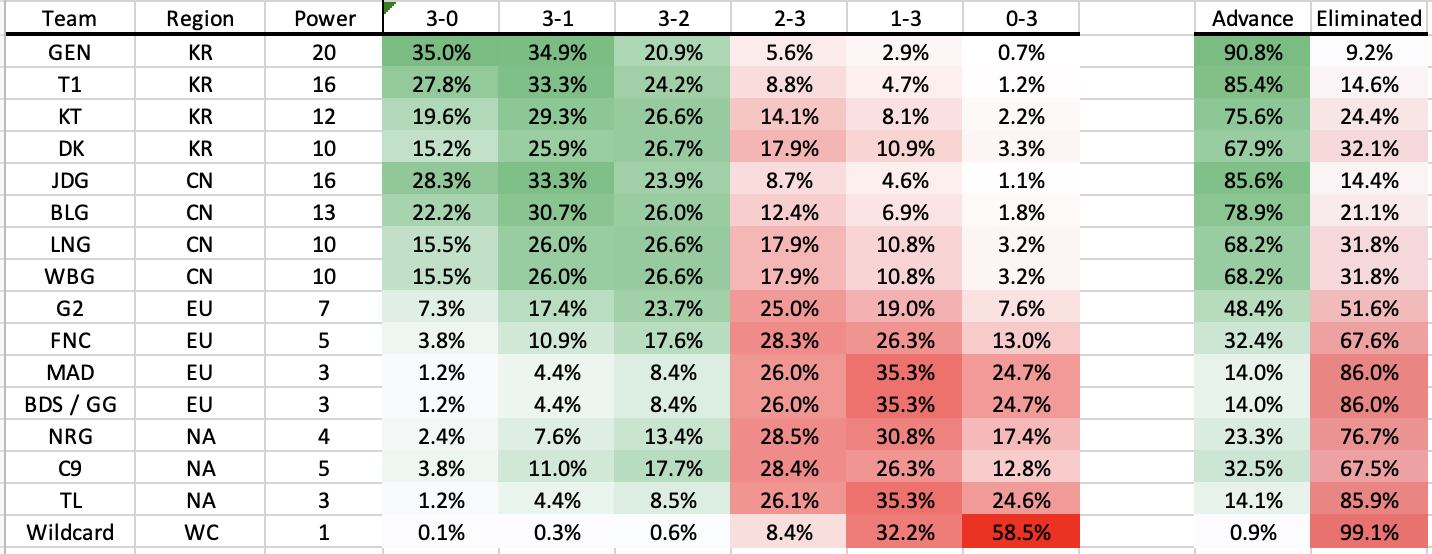 Team Region Power 3-0 3-1 3-2 2-3 1-3 0-3 Advance Eliminated
GEN KR 20 35.0% 34.9% 20.9% 5.6% 2.9% 0.7% 90.8% 9.2%
T1 KR 16 27.8% 33.3% 24.2% 8.8% 4.7% 1.2% 85.4% 14.6%
KT KR 12 19.6% 29.3% 26.6% 14.1% 8.1% 2.2% 75.6% 24.4%
DK KR 10 15.2% 25.9% 26.7% 17.9% 10.9% 3.3% 67.9% 32.1%
JDG CN 16 28.3% 33.3% 23.9% 8.7% 4.6% 1.1% 85.6% 14.4%
BLG CN 13 22.2% 30.7% 26.0% 12.4% 6.9% 1.8% 78.9% 21.1%
LNG CN 10 15.5% 26.0% 26.6% 17.9% 10.8% 3.2% 68.2% 31.8%
WBG CN 10 15.5% 26.0% 26.6% 17.9% 10.8% 3.2% 68.2% 31.8%
G2 EU 7 7.3% 17.4% 23.7% 25.0% 19.0% 7.6% 48.4% 51.6%
FNC EU 5 3.8% 10.9% 17.6% 28.3% 26.3% 13.0% 32.4% 67.6%
MAD EU 3 1.2% 4.4% 8.4% 26.0% 35.3% 24.7% 14.0% 86.0%
BDS / GG EU 3 1.2% 4.4% 8.4% 26.0% 35.3% 24.7% 14.0% 86.0%
NRG NA 4 2.4% 7.6% 13.4% 28.5% 30.8% 17.4% 23.3% 76.7%
C9 NA 5 3.8% 11.0% 17.7% 28.4% 26.3% 12.8% 32.5% 67.5%
TL NA 3 1.2% 4.4% 8.5% 26.1% 35.3% 24.6% 14.1% 85.9%
Wildcard WC 1 0.1% 0.3% 0.6% 8.4% 32.2% 58.5% 0.9% 99.1%